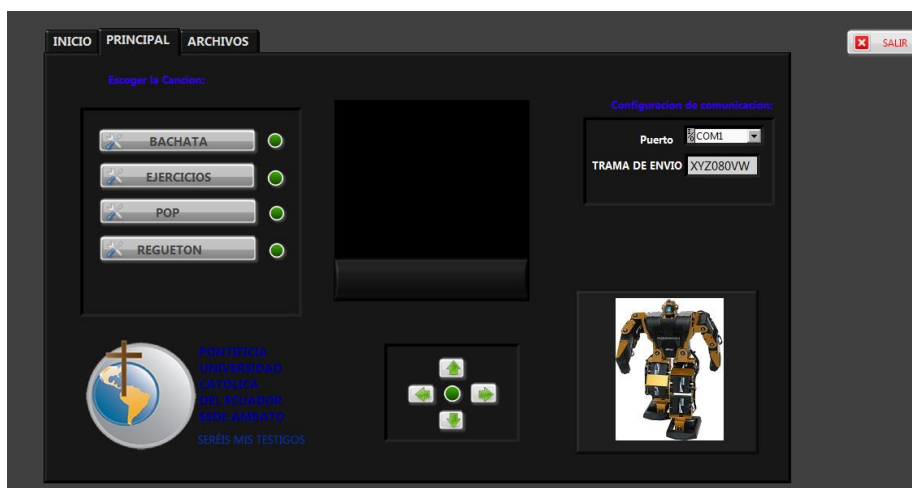 INICIO PRINCIPAL ARCHIVOS
SALIR
Escoger la Cancion:
BACHATA
EJERCICIOS
POP
REGUETON
Configuracion de comunicacion:
Puerto COM1
TRAMA DE ENVIO XYZ080VW
PONTIFICIA
UNIVERSIDAD
CATOLICA
DEL ECUADOR
SEDE AMBATO
SERÉIS MIS TESTIGOS